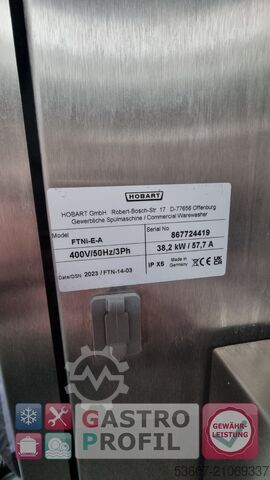 HOBART
HOBART GmbH  Robert-Bosch-Str. 17  D-77656 Offenburg
Gewerbliche Spülmaschine / Commercial Warewasher
Model FTNi-E-A Serial No 867724419
400V/50Hz/3Ph 38,2 kW / 57,7 A
Date/DSN 2023 / FTN-14-03 IP X5 Made in Germany CE UK CA
GASTRO PROFIL
GEWÄHR-
LEISTUNG
53667-21069337